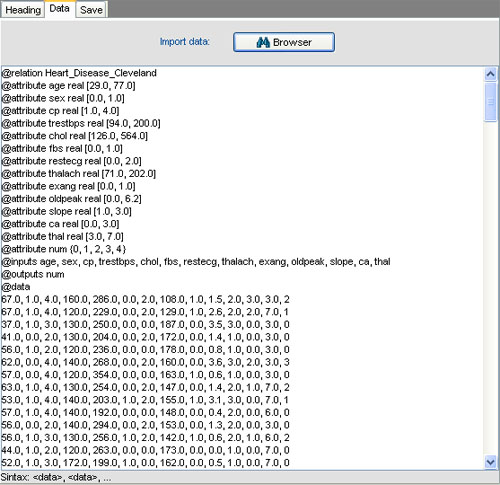 Heading Data Save
Import data: Browser
@relation Heart_Disease_Cleveland
@attribute age real [29.0, 77.0]
@attribute sex real [0.0, 1.0]
@attribute cp real [1.0, 4.0]
@attribute trestbps real [94.0, 200.0]
@attribute chol real [126.0, 564.0]
@attribute fbs real [0.0, 1.0]
@attribute restecg real [0.0, 2.0]
@attribute thalach real [71.0, 202.0]
@attribute exang real [0.0, 1.0]
@attribute oldpeak real [0.0, 6.2]
@attribute slope real [1.0, 3.0]
@attribute ca real [0.0, 3.0]
@attribute thal real [3.0, 7.0]
@attribute num {0, 1, 2, 3, 4}
@inputs age, sex, cp, trestbps, chol, fbs, restecg, thalach, exang, oldpeak, slope, ca, thal
@outputs num
@data
67.0, 1.0, 4.0, 160.0, 286.0, 0.0, 2.0, 108.0, 1.0, 1.5, 2.0, 3.0, 3.0, 2
67.0, 1.0, 4.0, 120.0, 229.0, 0.0, 2.0, 129.0, 1.0, 2.6, 2.0, 2.0, 7.0, 1
37.0, 1.0, 3.0, 130.0, 250.0, 0.0, 0.0, 187.0, 0.0, 3.5, 3.0, 0.0, 3.0, 0
41.0, 0.0, 2.0, 130.0, 204.0, 0.0, 2.0, 172.0, 0.0, 1.4, 1.0, 0.0, 3.0, 0
56.0, 1.0, 2.0, 120.0, 236.0, 0.0, 0.0, 178.0, 0.0, 0.8, 1.0, 0.0, 3.0, 0
62.0, 0.0, 4.0, 140.0, 268.0, 0.0, 2.0, 160.0, 0.0, 3.6, 3.0, 2.0, 3.0, 3
57.0, 0.0, 4.0, 120.0, 354.0, 0.0, 0.0, 163.0, 1.0, 0.6, 1.0, 0.0, 3.0, 0
63.0, 1.0, 4.0, 130.0, 254.0, 0.0, 2.0, 147.0, 0.0, 1.4, 2.0, 1.0, 7.0, 2
53.0, 1.0, 4.0, 140.0, 203.0, 1.0, 2.0, 155.0, 1.0, 3.1, 3.0, 0.0, 7.0, 1
57.0, 1.0, 4.0, 140.0, 192.0, 0.0, 0.0, 148.0, 0.0, 0.4, 2.0, 0.0, 6.0, 0
56.0, 0.0, 2.0, 140.0, 294.0, 0.0, 2.0, 153.0, 0.0, 1.3, 2.0, 0.0, 3.0, 0
56.0, 1.0, 3.0, 130.0, 256.0, 1.0, 2.0, 142.0, 1.0, 0.6, 2.0, 1.0, 6.0, 2
44.0, 1.0, 2.0, 120.0, 263.0, 0.0, 0.0, 173.0, 0.0, 0.0, 1.0, 0.0, 7.0, 0
52.0, 1.0, 3.0, 172.0, 199.0, 1.0, 0.0, 162.0, 0.0, 0.5, 1.0, 0.0, 7.0, 0
Sintax: <data>, <data>, ...